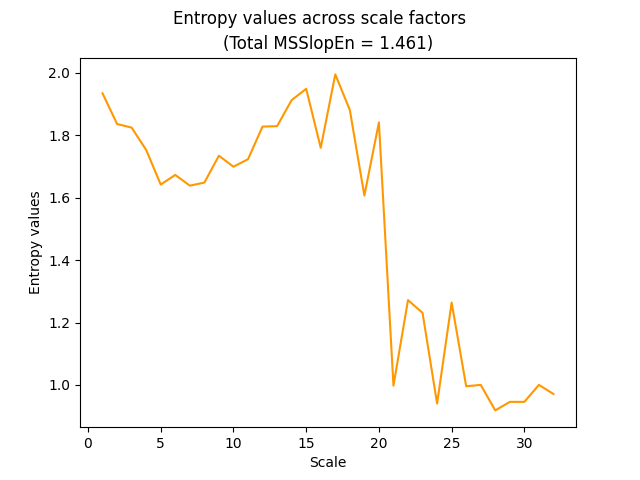 Entropy values across scale factors
(Total MSSlopEn = 1.461)
2.0
1.8
1.6
1.4
1.2
1.0
Entropy values
0 5 10 15 20 25 30
Scale